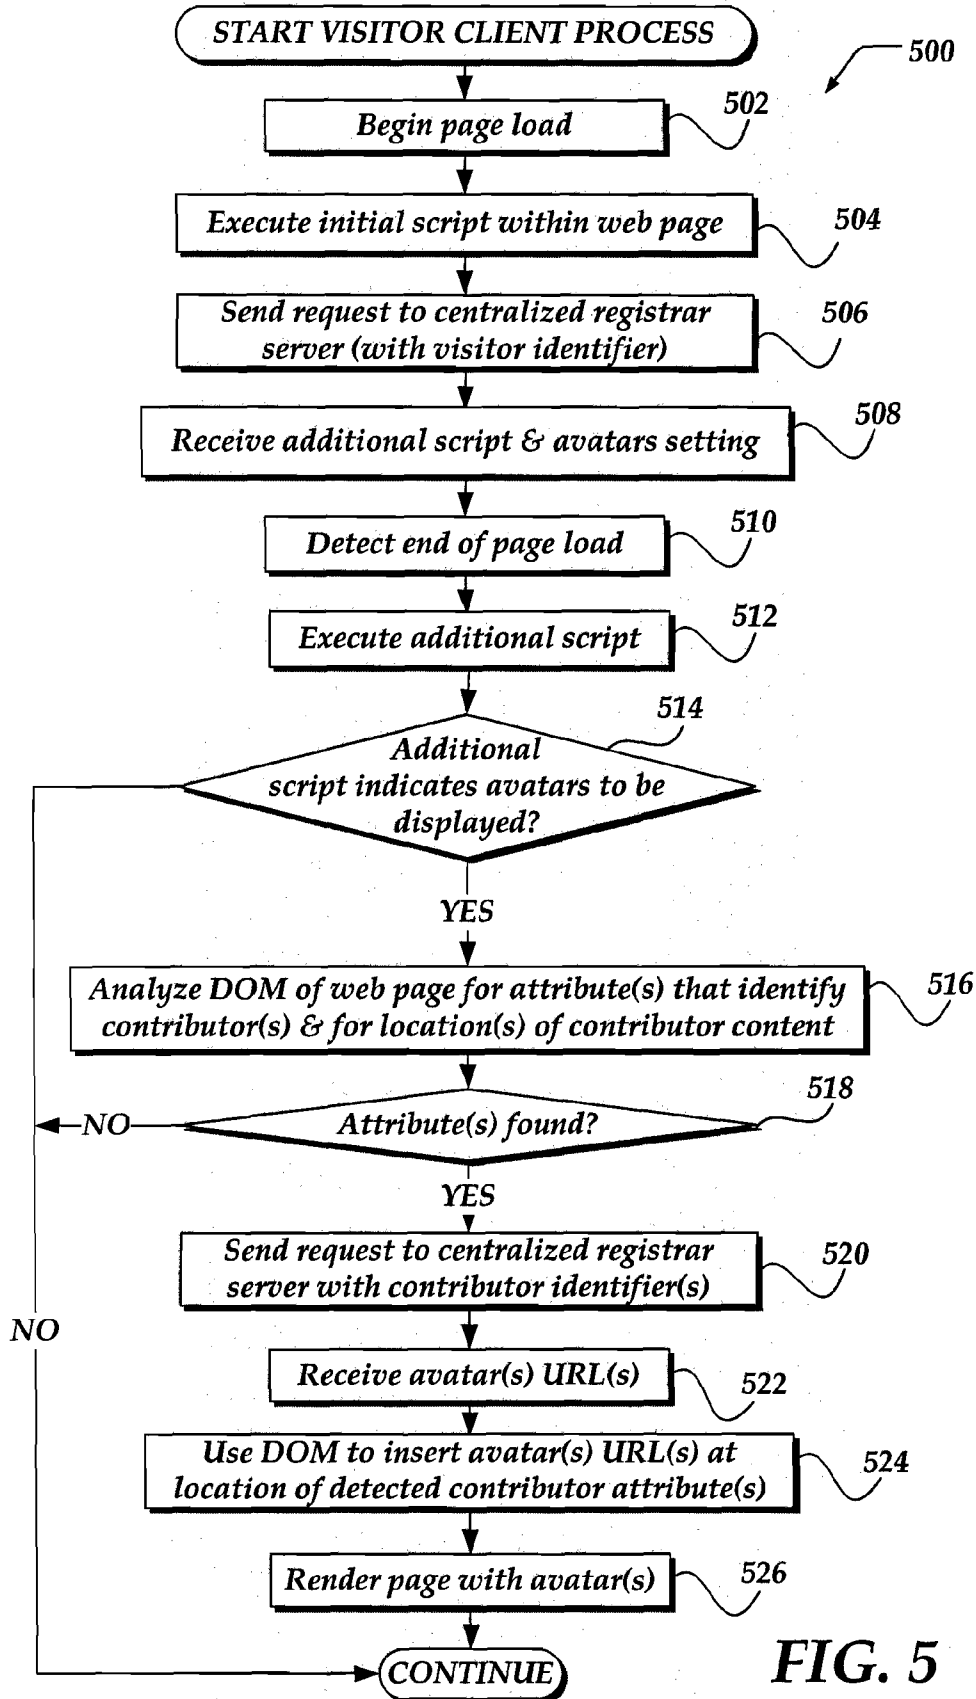 START VISITOR CLIENT PROCESS
500
Begin page load
502
Execute initial script within web page
504
Send request to centralized registrar
server (with visitor identifier)
506
Receive additional script & avatars setting
508
Detect end of page load
510
Execute additional script
512
514
Additional
script indicates avatars to be
displayed?
YES
Analyze DOM of web page for attribute(s) that identify
contributor(s) & for location(s) of contributor content
516
518
NO
Attribute(s) found?
YES
Send request to centralized registrar
server with contributor identifier(s)
520
NO
Receive avatar(s) URL(s)
522
Use DOM to insert avatar(s) URL(s) at
location of detected contributor attribute(s)
524
Render page with avatar(s)
526
CONTINUE
FIG. 5